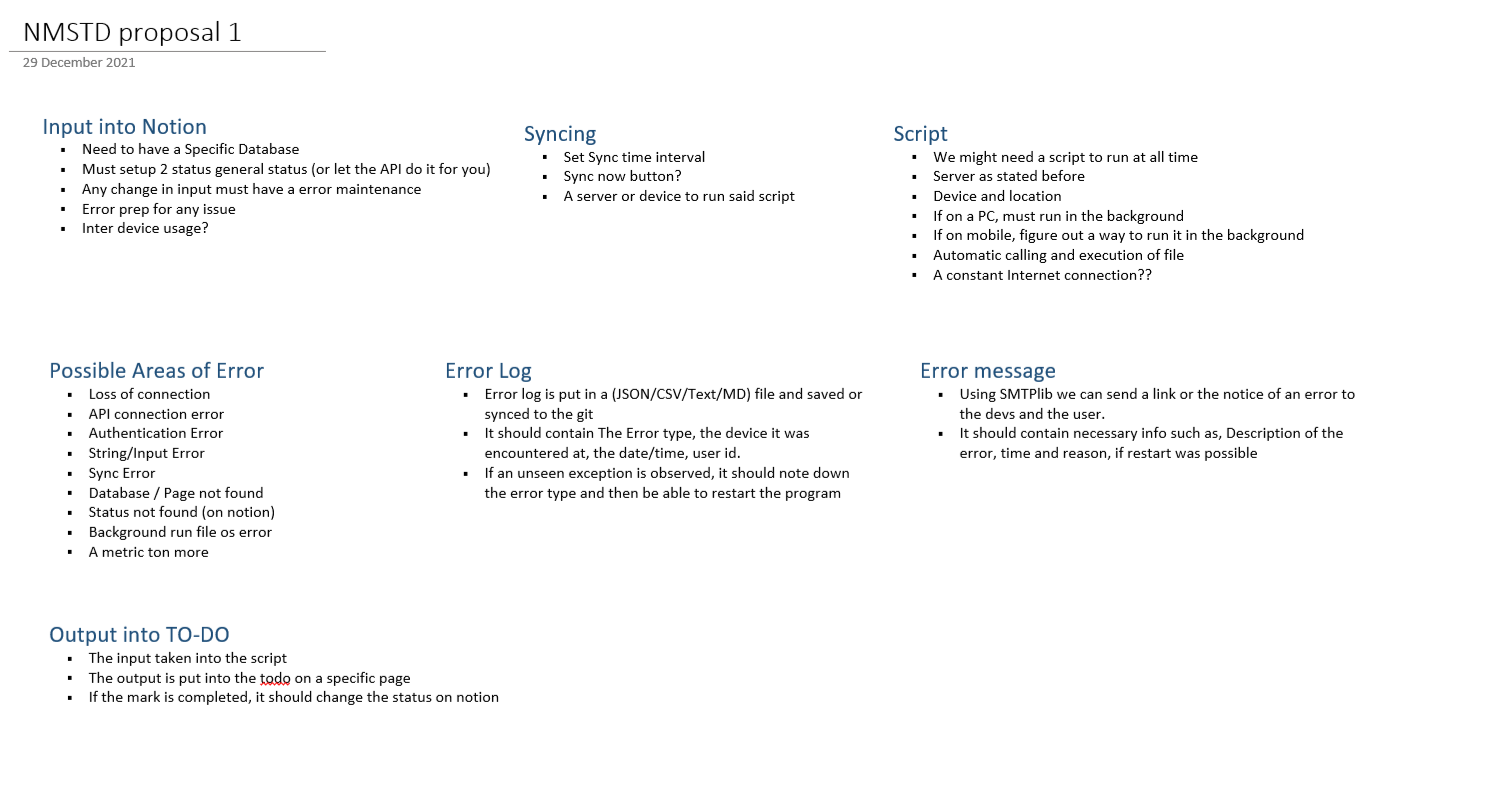 NMSTD proposal 1
29 December 2021
Input into Notion
▪ Need to have a Specific Database
▪ Must setup 2 status general status (or let the API do it for you)
▪ Any change in input must have a error maintenance
▪ Error prep for any issue
▪ Inter device usage?
Syncing
▪ Set Sync time interval
▪ Sync now button?
▪ A server or device to run said script
Script
▪ We might need a script to run at all time
▪ Server as stated before
▪ Device and location
▪ If on a PC, must run in the background
▪ If on mobile, figure out a way to run it in the background
▪ Automatic calling and execution of file
▪ A constant Internet connection??
Possible Areas of Error
▪ Loss of connection
▪ API connection error
▪ Authentication Error
▪ String/Input Error
▪ Sync Error
▪ Database / Page not found
▪ Status not found (on notion)
▪ Background run file os error
▪ A metric ton more
Error Log
▪ Error log is put in a (JSON/CSV/Text/MD) file and saved or
synced to the git
▪ It should contain The Error type, the device it was
encountered at, the date/time, user id.
▪ If an unseen exception is observed, it should note down
the error type and then be able to restart the program
Error message
▪ Using SMTPlib we can send a link or the notice of an error to
the devs and the user.
▪ It should contain necessary info such as, Description of the
error, time and reason, if restart was possible
Output into TO-DO
▪ The input taken into the script
▪ The output is put into the todo on a specific page
▪ If the mark is completed, it should change the status on notion